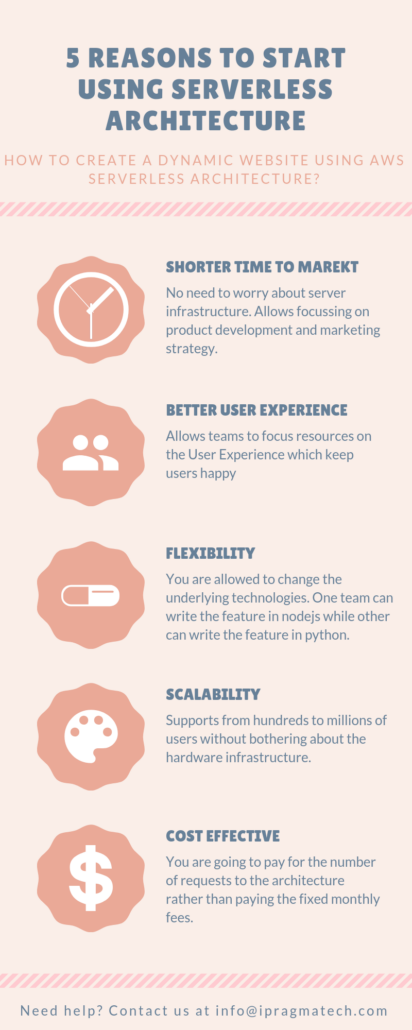 5 REASONS TO START
USING SERVERLESS
ARCHITECTURE
HOW TO CREATE A DYNAMIC WEBSITE USING AWS
SERVERLESS ARCHITECTURE?
SHORTER TIME TO MAREKT
No need to worry about server
infrastructure. Allows focussing on
product development and marketing
strategy.
BETTER USER EXPERIENCE
Allows teams to focus resources on
the User Experience which keep
users happy
FLEXIBILITY
You are allowed to change the
underlying technologies. One team can
write the feature in nodejs while other
can write the feature in python.
SCALABILITY
Supports from hundreds to millions of
users without bothering about the
hardware infrastructure.
COST EFFECTIVE
You are going to pay for the number
of requests to the architecture
rather than paying the fixed monthly
fees.
Need help? Contact us at info@ipragmatech.com